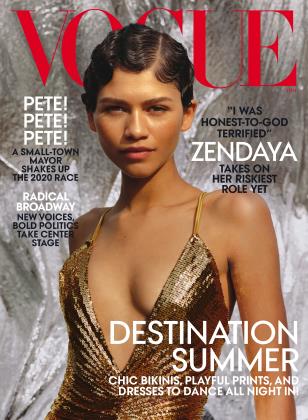 VOGUE
PETE!
PETE!
PETE!
A SMALL-TOWN
MAYOR
SHAKES UP
THE 2020 RACE
RADICAL
BROADWAY
NEW VOICES,
BOLD POLITICS
TAKE CENTER
STAGE
"I WAS
HONEST-TO-GOD
TERRIFIED"
ZENDAYA
TAKES ON
HER RISKIEST
ROLE YET
DESTINATION
SUMMER
CHIC BIKINIS, PLAYFUL PRINTS, AND
DRESSES TO DANCE ALL NIGHT IN!